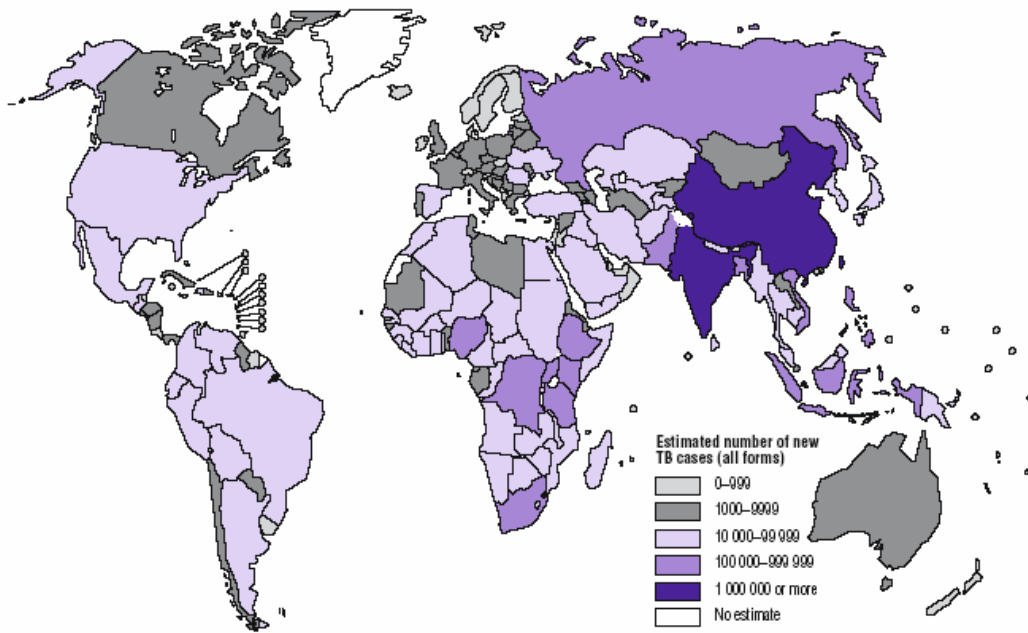 Estimated number of new
TB cases (all forms)
0–999
1000–9999
10 000–99 999
100 000–999 999
1 000 000 or more
No estimate